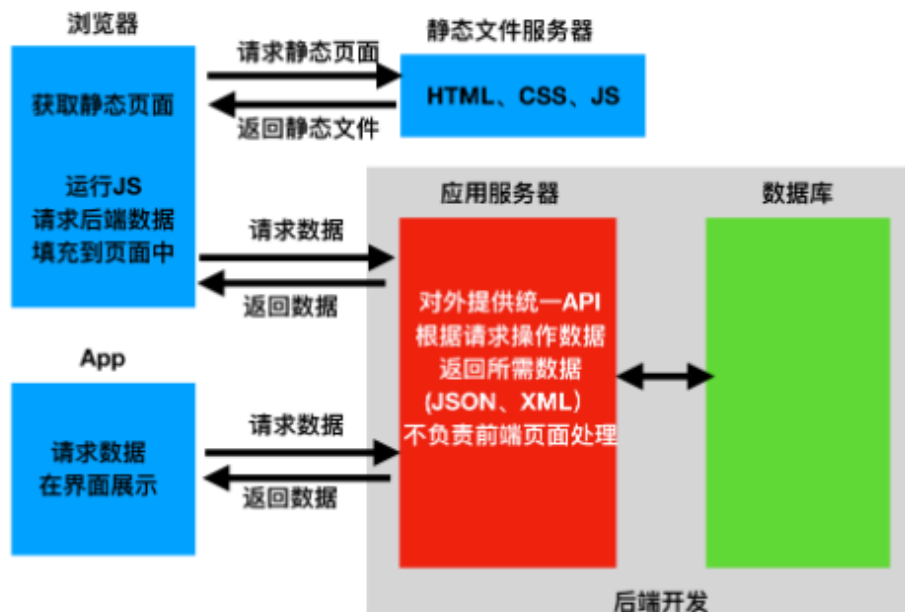 浏览器
静态文件服务器
请求静态页面
获取静态页面
HTML、CSS、JS
返回静态文件
运行JS
请求后端数据
填充到页面中
应用服务器
数据库
请求数据
返回数据
对外提供统一API
根据请求操作数据
返回所需数据
(JSON、XML）
不负责前端页面处理
App
请求数据
在界面展示
请求数据
返回数据
后端开发